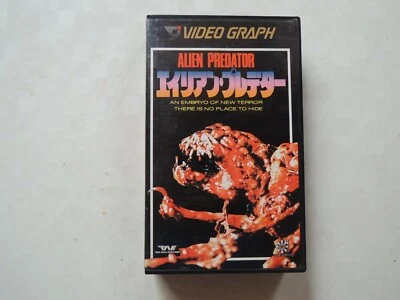 VIDEO GRAPH
ALIEN PREDATOR
エイリアン・プレデター
AN EMBRYO OF NEW TERROR
THERE IS NO PLACE TO HIDE